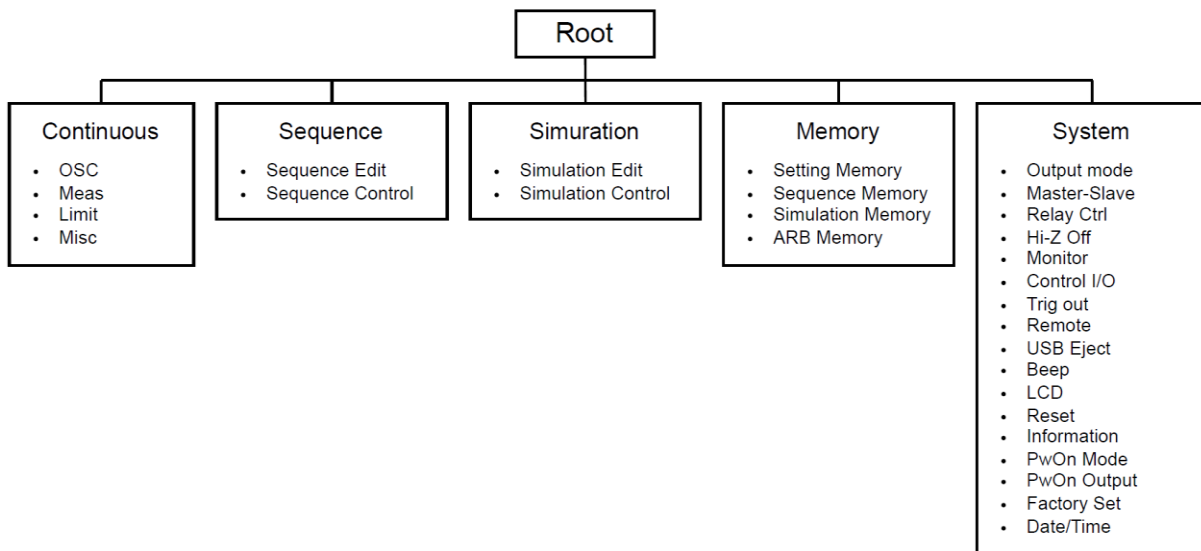 Root
Continuous
• OSC
• Meas
• Limit
• Misc
Sequence
• Sequence Edit
• Sequence Control
Simuration
• Simulation Edit
• Simulation Control
Memory
• Setting Memory
• Sequence Memory
• Simulation Memory
• ARB Memory
System
• Output mode
• Master-Slave
• Relay Ctrl
• Hi-Z Off
• Monitor
• Control I/O
• Trig out
• Remote
• USB Eject
• Beep
• LCD
• Reset
• Information
• PwOn Mode
• PwOn Output
• Factory Set
• Date/Time